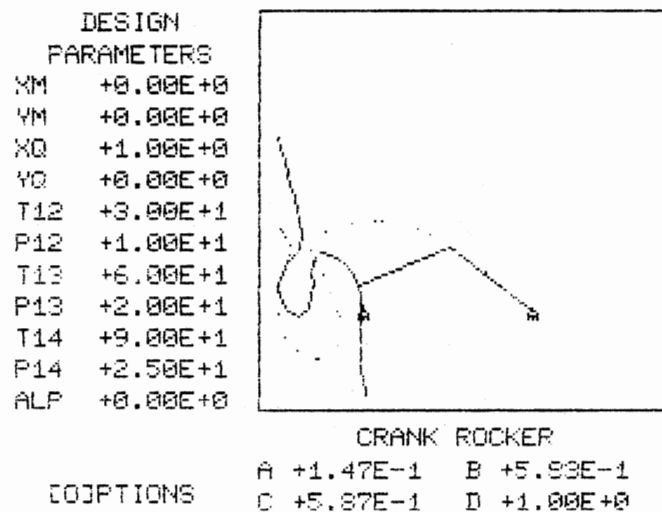 DESIGN
PARAMETERS
XM +0.00E+0
YM +0.00E+0
XQ +1.00E+0
YQ +0.00E+0
T12 +3.00E+1
P12 +1.00E+1
T13 +6.00E+1
P13 +2.00E+1
T14 +9.00E+1
P14 +2.50E+1
ALP +0.00E+0
CRANK ROCKER
A +1.47E-1 B +5.93E-1
C +5.87E-1 D +1.00E+0
[O]PTIONS